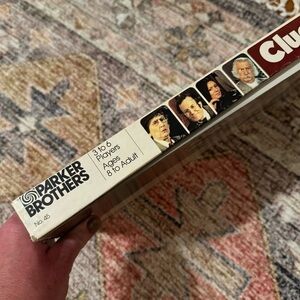 PARKER
BROTHERS
No. 45
3 to 6
Players
Ages
8 to Adult
Clu